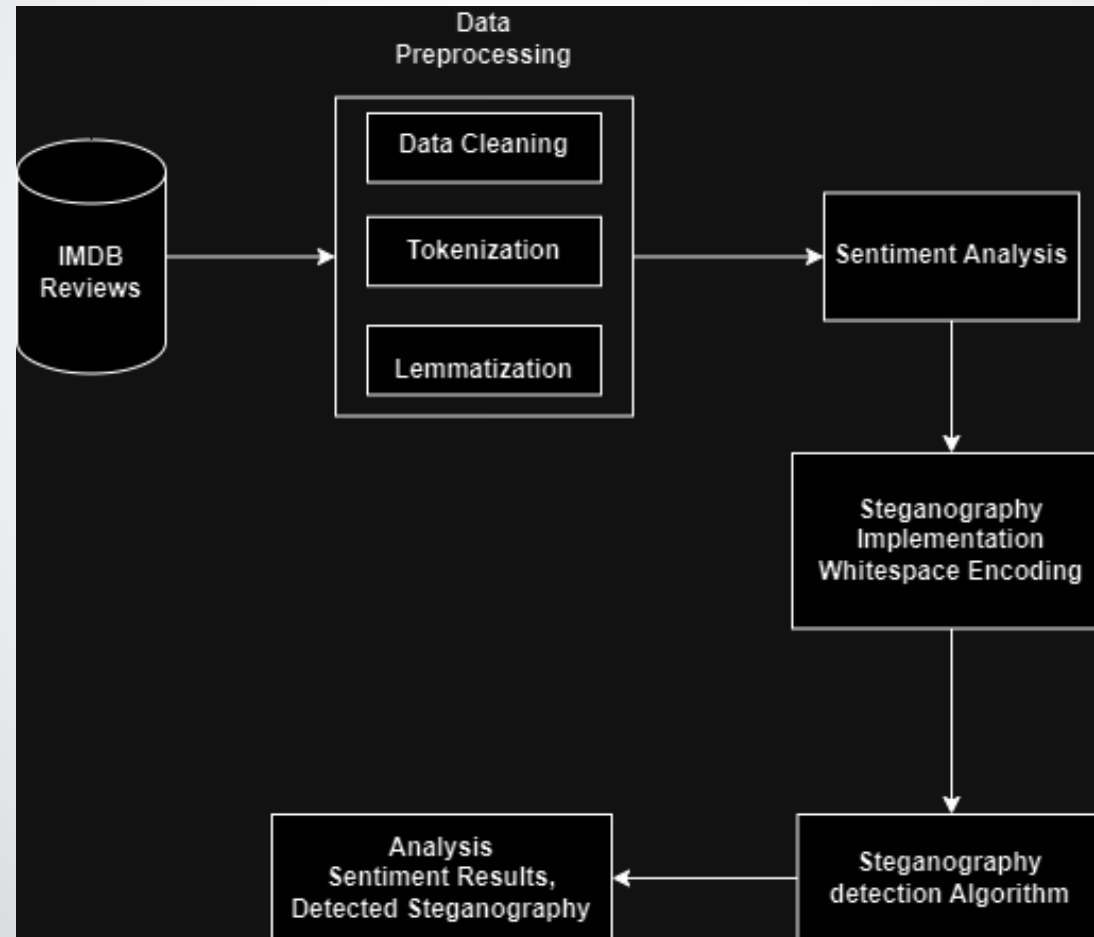 Data
Preprocessing
Data Cleaning
Tokenization
Lemmatization
IMDB
Reviews
Sentiment Analysis
Steganography
Implementation
Whitespace Encoding
Steganography
detection Algorithm
Analysis
Sentiment Results,
Detected Steganography